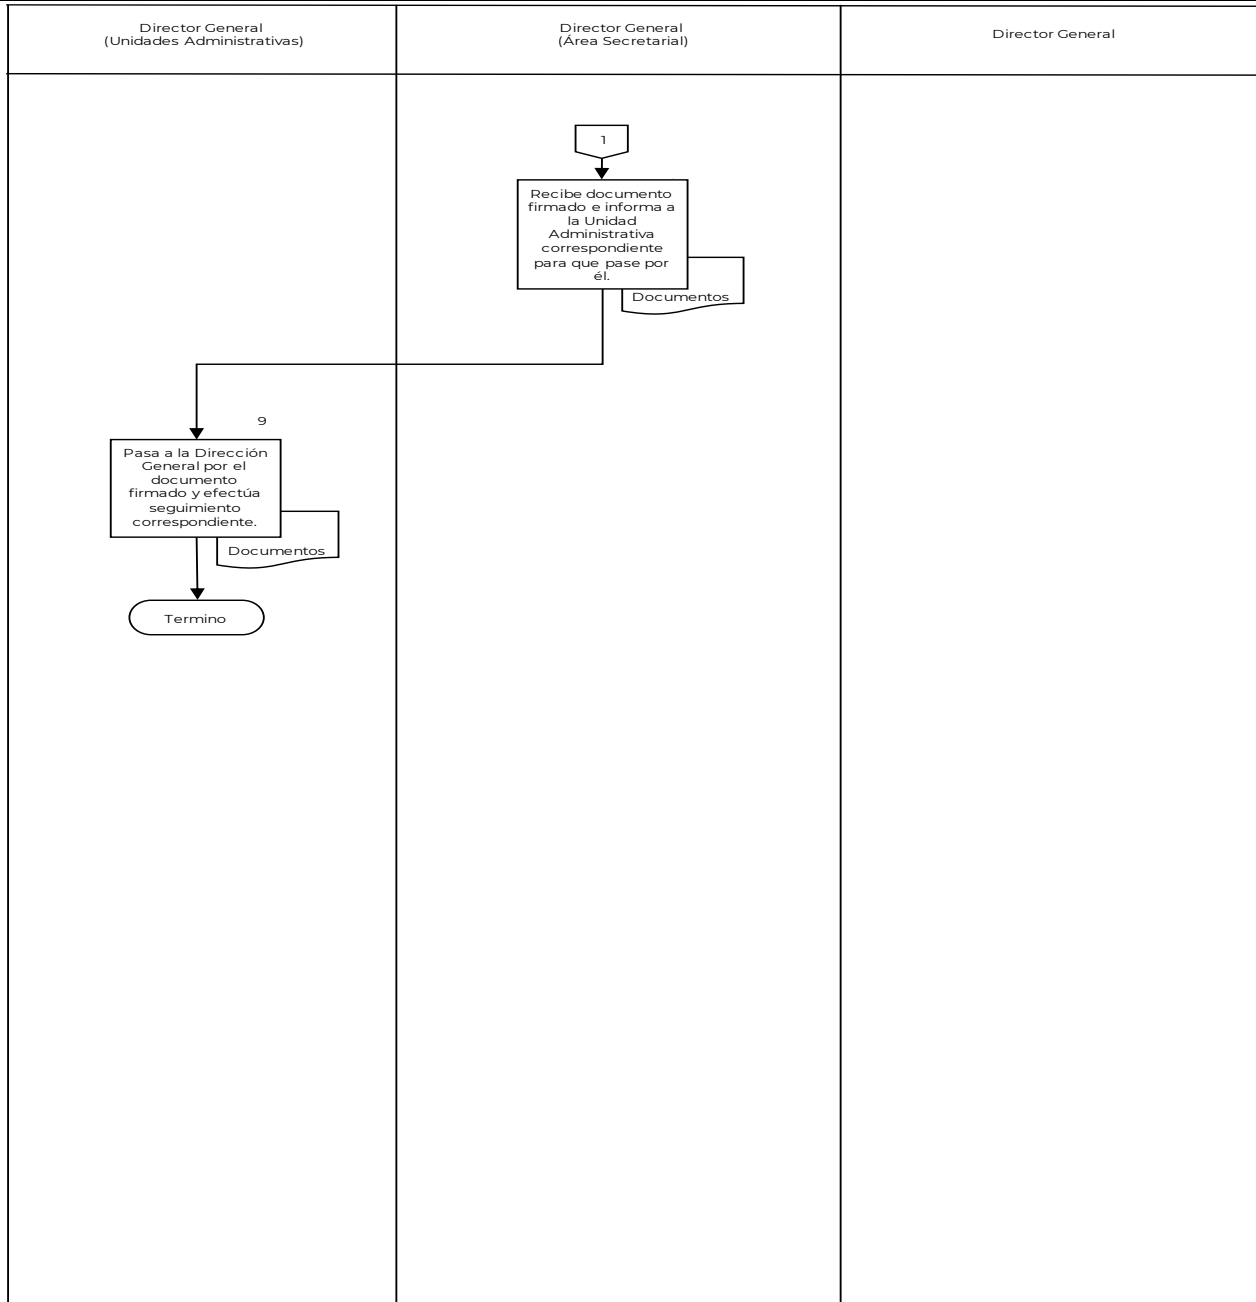 Director General
(Unidades Administrativas)
Director General
(Área Secretarial)
Director General
1
Recibe documento
firmado e informa a
la Unidad
Administrativa
correspondiente
para que pase por
él.
Documentos
9
Pasa a la Dirección
General por el
documento
firmado y efectúa
seguimiento
correspondiente.
Documentos
Termino